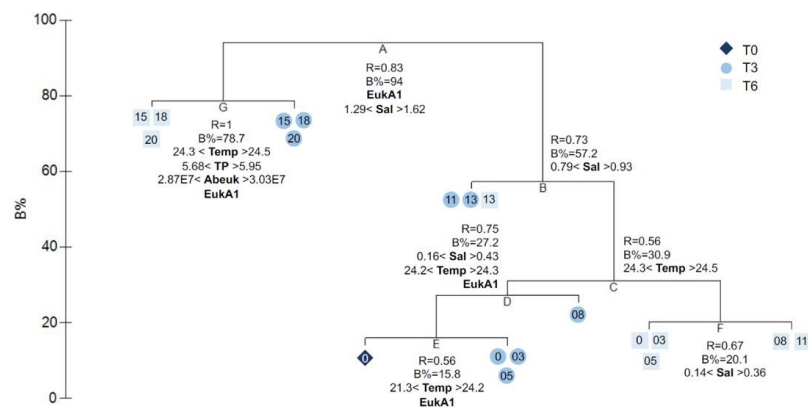 100%
80%
60%
40%
20%
0%
B%
T0
T3
T6
A
R=0.83
B%=94
EukA1
1.29< Sal >1.62
G
15 18
20
15 18
20
R=1
B%=78.7
24.3 < Temp >24.5
5.68 < TP >5.95
2.87E7< Abeuk >3.03E7
EukA1
R=0.73
B%=57.2
0.79< Sal >0.93
B
11 13 13
R=0.75
B%=27.2
0.16< Sal >0.43
24.2< Temp >24.3
EukA1
R=0.56
B%=30.9
24.3< Temp >24.5
C
D
08
E
0
0 03
05
R=0.56
B%=15.8
21.3< Temp >24.2
EukA1
F
0 03
05
08 11
R=0.67
B%=20.1
0.14< Sal >0.36